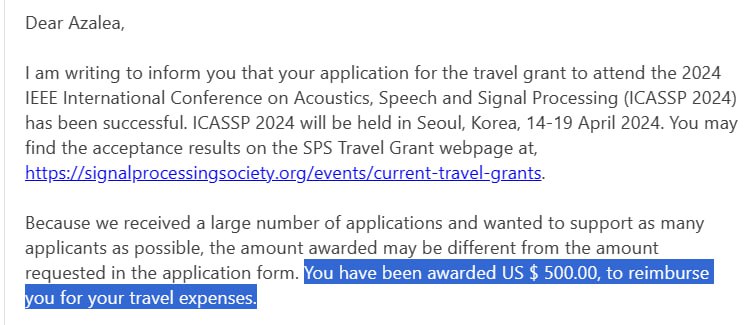 Dear Azalea,
I am writing to inform you that your application for the travel grant to attend the 2024
IEEE International Conference on Acoustics, Speech and Signal Processing (ICASSP 2024)
has been successful. ICASSP 2024 will be held in Seoul, Korea, 14-19 April 2024. You may
find the acceptance results on the SPS Travel Grant webpage at,
https://signalprocessingsociety.org/events/current-travel-grants.
Because we received a large number of applications and wanted to support as many
applicants as possible, the amount awarded may be different from the amount
requested in the application form. You have been awarded US $ 500.00, to reimburse
you for your travel expenses.